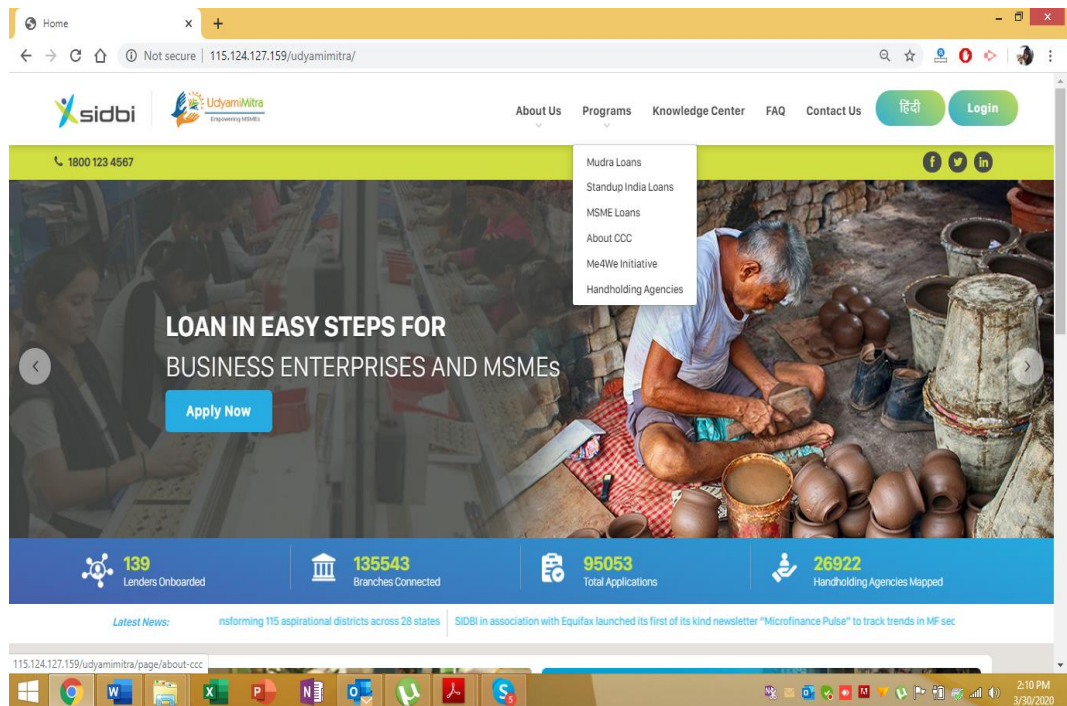 Home
Not secure | 115.124.127.159/udyamimitra/
sidbi
UdyamiMitra
Empowering MSMEs
About Us Programs Knowledge Center FAQ Contact Us हिंदी Login
1800 123 4567
Mudra Loans
Standup India Loans
MSME Loans
About CCC
Me4We Initiative
Handholding Agencies
LOAN IN EASY STEPS FOR
BUSINESS ENTERPRISES AND MSMEs
Apply Now
139
Lenders Onboarded
135543
Branches Connected
95053
Total Applications
26922
Handholding Agencies Mapped
Latest News: nsforming 115 aspirational districts across 28 states SIDBI in association with Equifax launched its first of its kind newsletter "Microfinance Pulse" to track trends in MF sec
115.124.127.159/udyamimitra/page/about-ccc
2:10 PM
3/30/2020